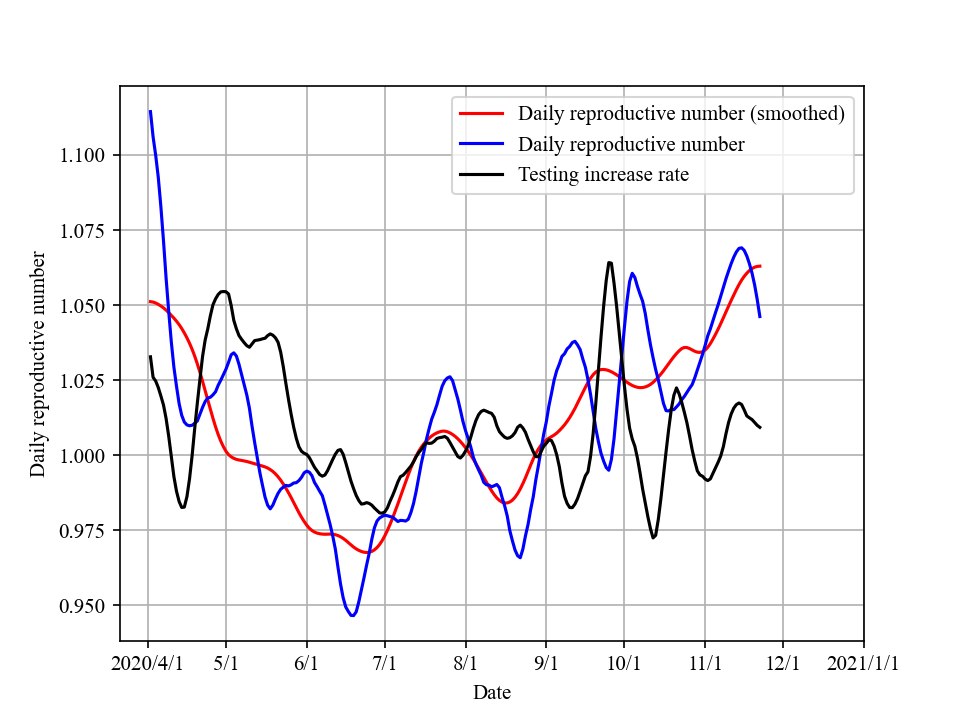 Daily reproductive number (smoothed)
Daily reproductive number
Testing increase rate
1.100
1.075
1.050
1.025
1.000
0.975
0.950
Daily reproductive number
2020/4/1 5/1 6/1 7/1 8/1 9/1 10/1 11/1 12/1 2021/1/1
Date